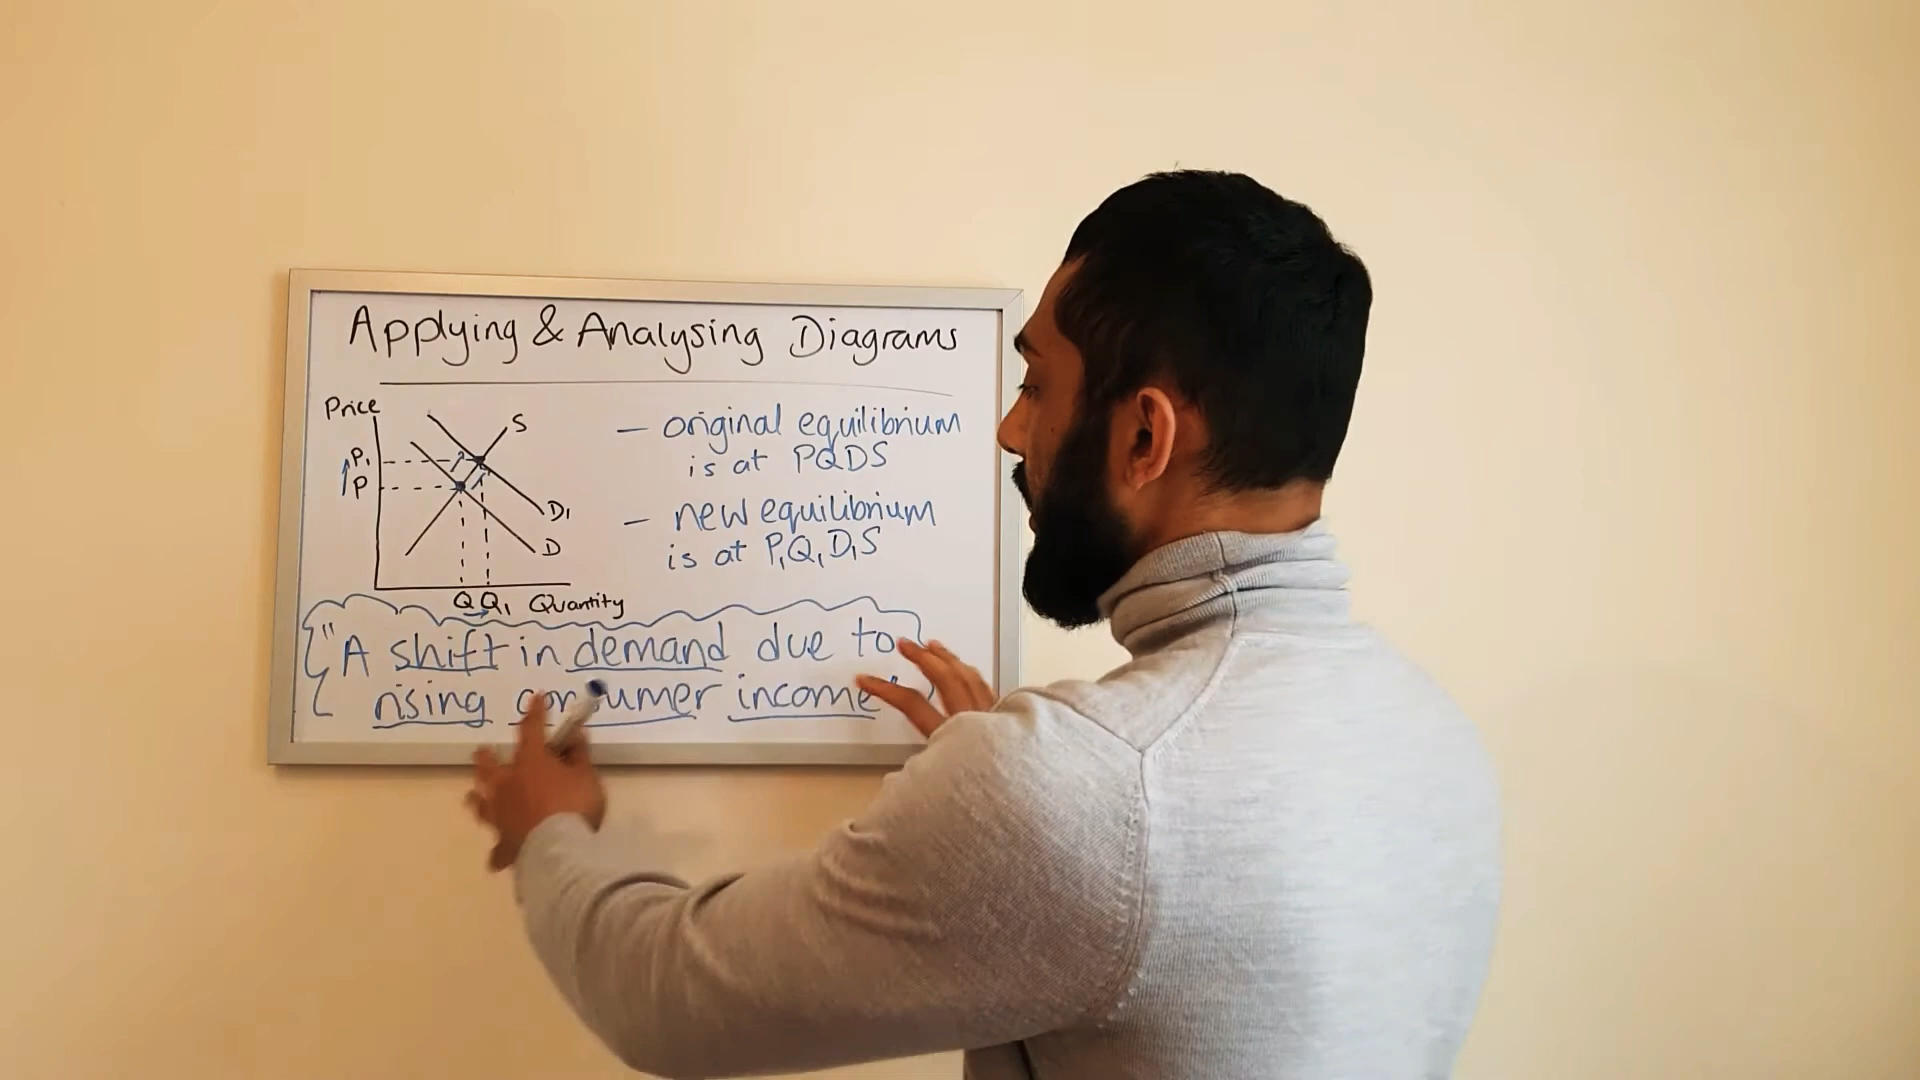 Applying & Analysing Diagrams
Price
S
P₁
P
D₁
D
Q Q₁ Quantity
– original equilibrium
is at PQDS
– new equilibrium
is at P₁Q₁D₁S
"A shift in demand due to
rising consumer income"